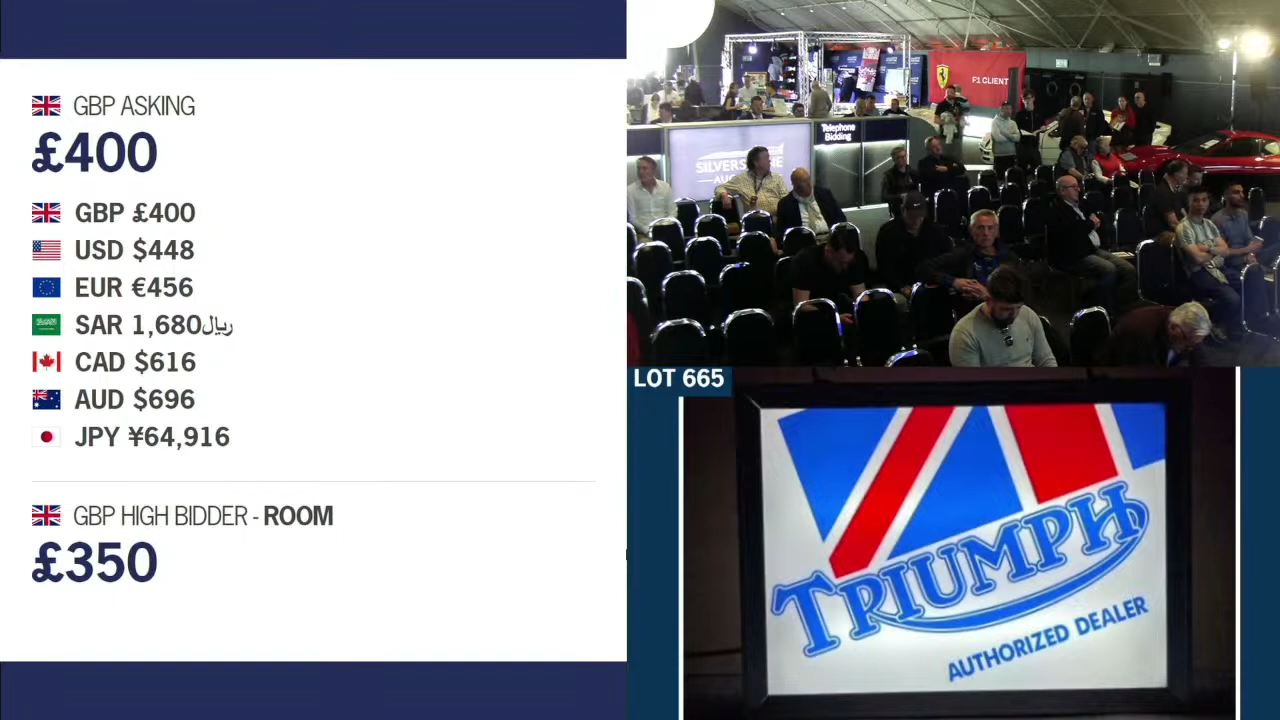 GBP ASKING
£400
GBP £400
USD $448
EUR €456
SAR 1,680ریال
CAD $616
AUD $696
JPY ¥64,916
GBP HIGH BIDDER - ROOM
£350
F1 CLIENT
Telephone
Bidding
LOT 665
TRIUMPH
AUTHORIZED DEALER